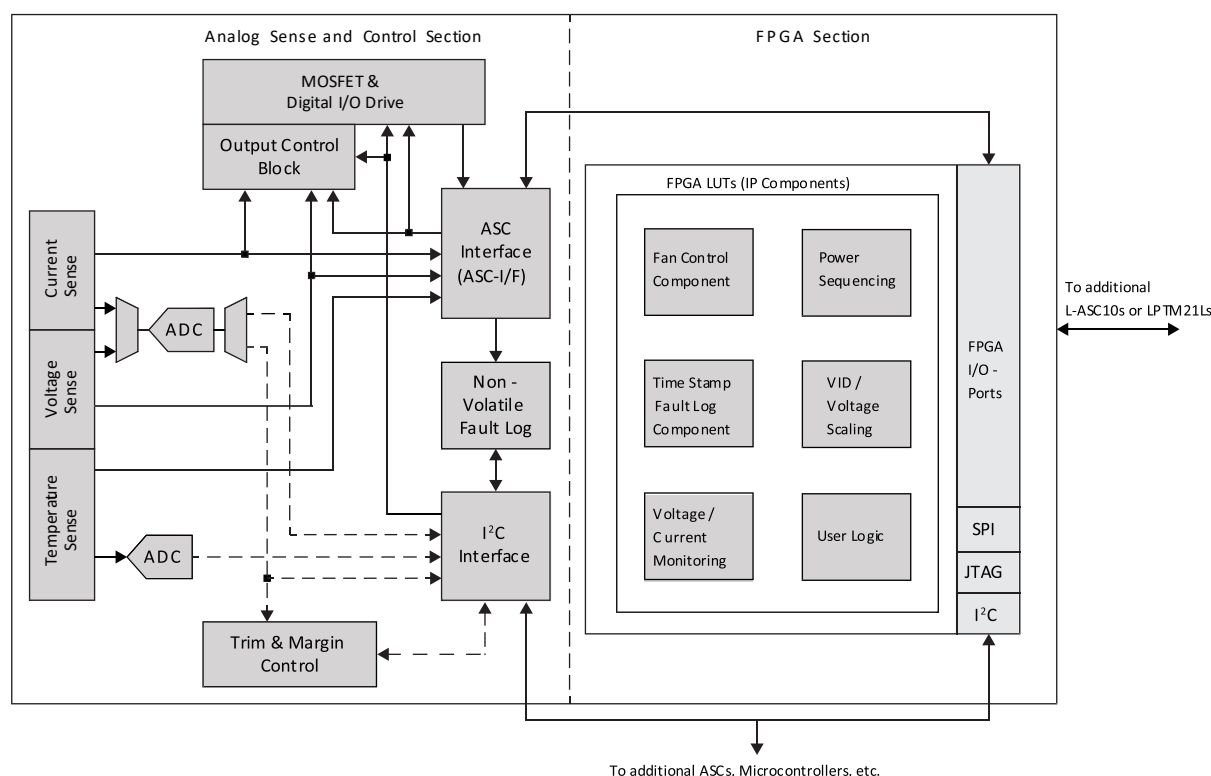 Analog Sense and Control Section
FPGA Section
MOSFET &
Digital I/O Drive
Output Control
Block
ASC
Interface
(ASC-I/F)
Current
Sense
Voltage
Sense
Temperature
Sense
ADC
ADC
Non -
Volatile
Fault Log
I²C
Interface
Trim & Margin
Control
FPGA LUTs (IP Components)
Fan Control
Component
Power
Sequencing
Time Stamp
Fault Log
Component
VID /
Voltage
Scaling
Voltage /
Current
Monitoring
User Logic
FPGA
I/O -
Ports
SPI
JTAG
I²C
To additional
L-ASC10s or LPTM21Ls
To additional ASCs, Microcontrollers, etc.